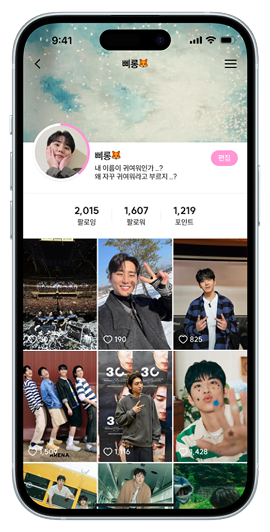 9:41
삐롱🦊
삐롱🦊
편집
내 이름이 귀여워인가 ..?
왜 자꾸 귀여워라고 부르지 ..?
2,015
1,607
1,219
팔로잉
팔로워
포인트
190
825
1,116
1,428